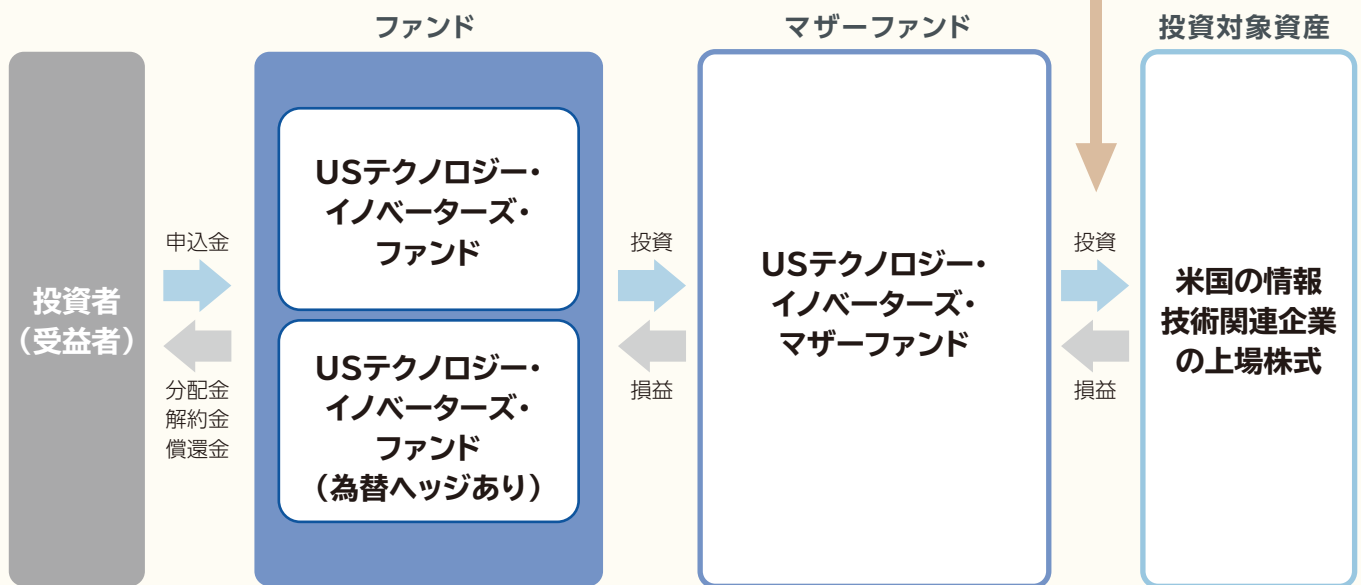 ファンド
マザーファンド
投資対象資産
投資者
(受益者)
申込金
分配金
解約金
償還金
USテクノロジー・
イノベーターズ・
ファンド
USテクノロジー・
イノベーターズ・
ファンド
(為替ヘッジあり)
投資
損益
USテクノロジー・
イノベーターズ・
マザーファンド
投資
損益
米国の情報
技術関連企業
の上場株式